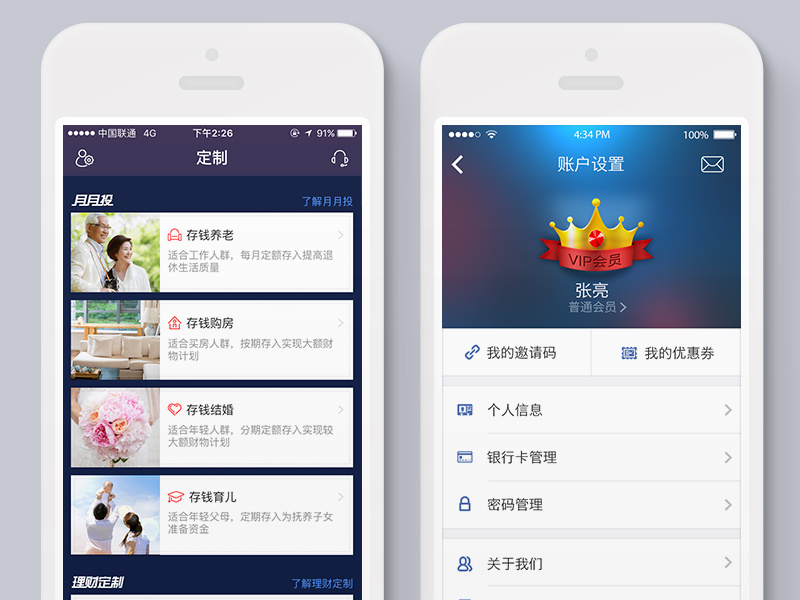 中国联通 4G 下午2:26 91%
定制
月月投 了解月月投
存钱养老
适合工作人群，每月定额存入提高退
休生活质量
存钱购房
适合买房人群，按期存入实现大额财
物计划
存钱结婚
适合年轻人群，分期定额存入实现较
大额财物计划
存钱育儿
适合年轻父母，定期存入为抚养子女
准备资金
理财定制 了解理财定制
4:34 PM 100%
账户设置
VIP会员
张亮
普通会员
我的邀请码 我的优惠券
个人信息
银行卡管理
密码管理
关于我们